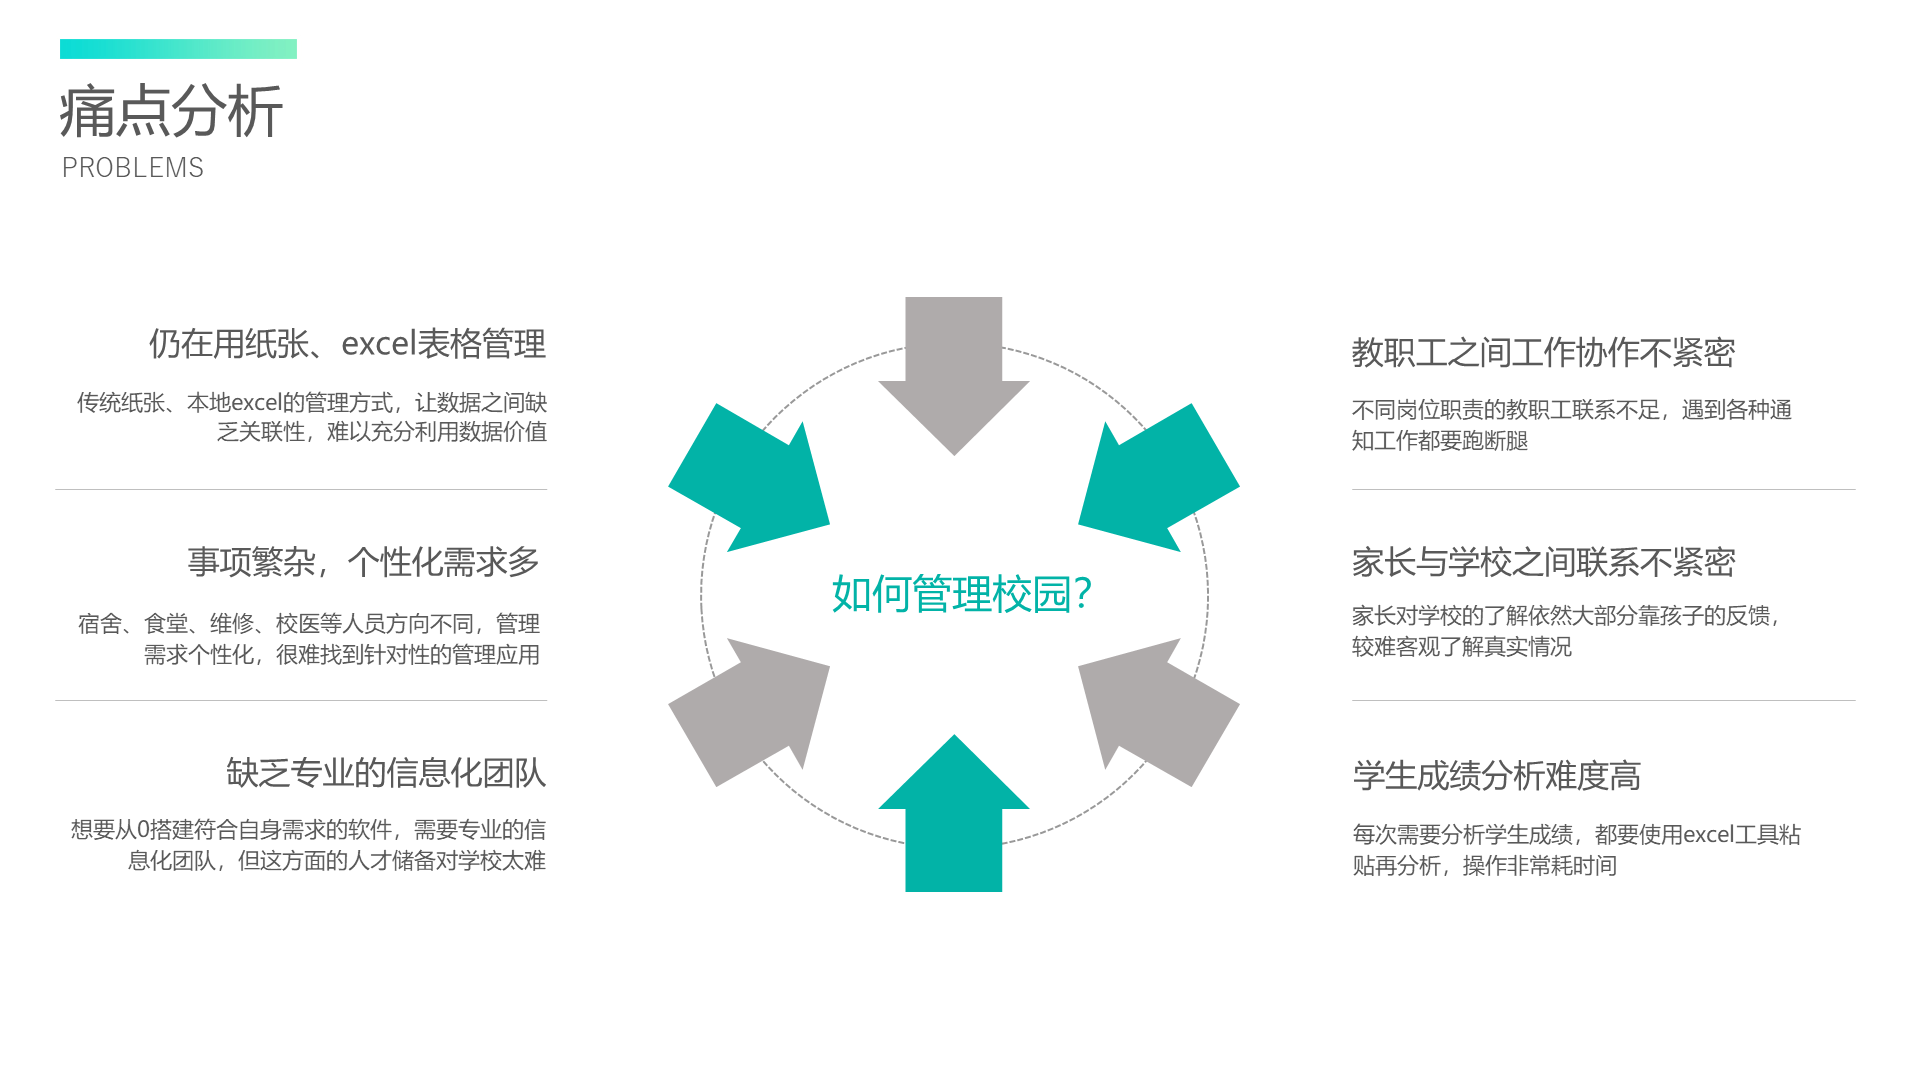 痛点分析
PROBLEMS
仍在用纸张、excel表格管理
传统纸张、本地excel的管理方式，让数据之间缺
乏关联性，难以充分利用数据价值
事项繁杂，个性化需求多
宿舍、食堂、维修、校医等人员方向不同，管理
需求个性化，很难找到针对性的管理应用
缺乏专业的信息化团队
想要从0搭建符合自身需求的软件，需要专业的信
息化团队，但这方面的人才储备对学校太难
如何管理校园？
教职工之间工作协作不紧密
不同岗位职责的教职工联系不足，遇到各种通
知工作都要跑断腿
家长与学校之间联系不紧密
家长对学校的了解依然大部分靠孩子的反馈，
较难客观了解真实情况
学生成绩分析难度高
每次需要分析学生成绩，都要使用excel工具粘
贴再分析，操作非常耗时间